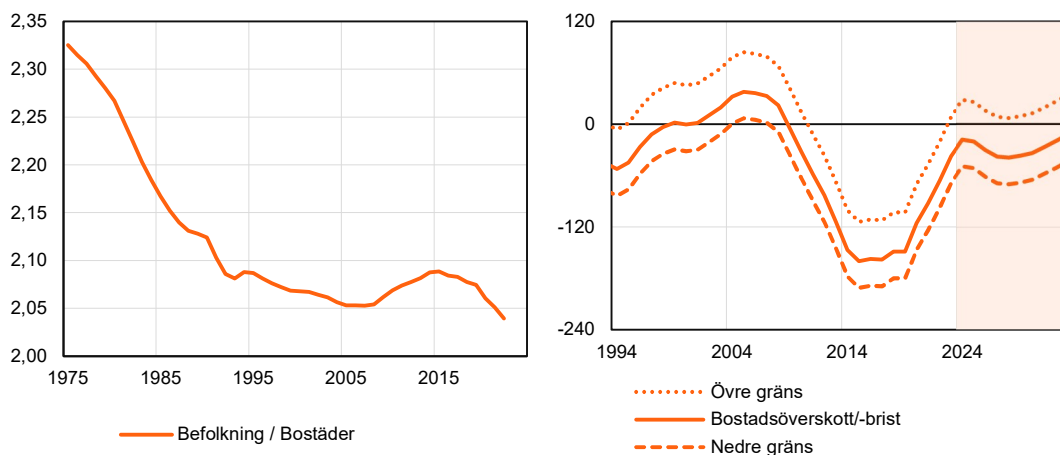 2,35
2,30
2,25
2,20
2,15
2,10
2,05
2,00
1975 1985 1995 2005 2015
Befolkning / Bostäder
120
0
-120
-240
1994 2004 2014 2024
Övre gräns
Bostadsöverskott/-brist
Nedre gräns